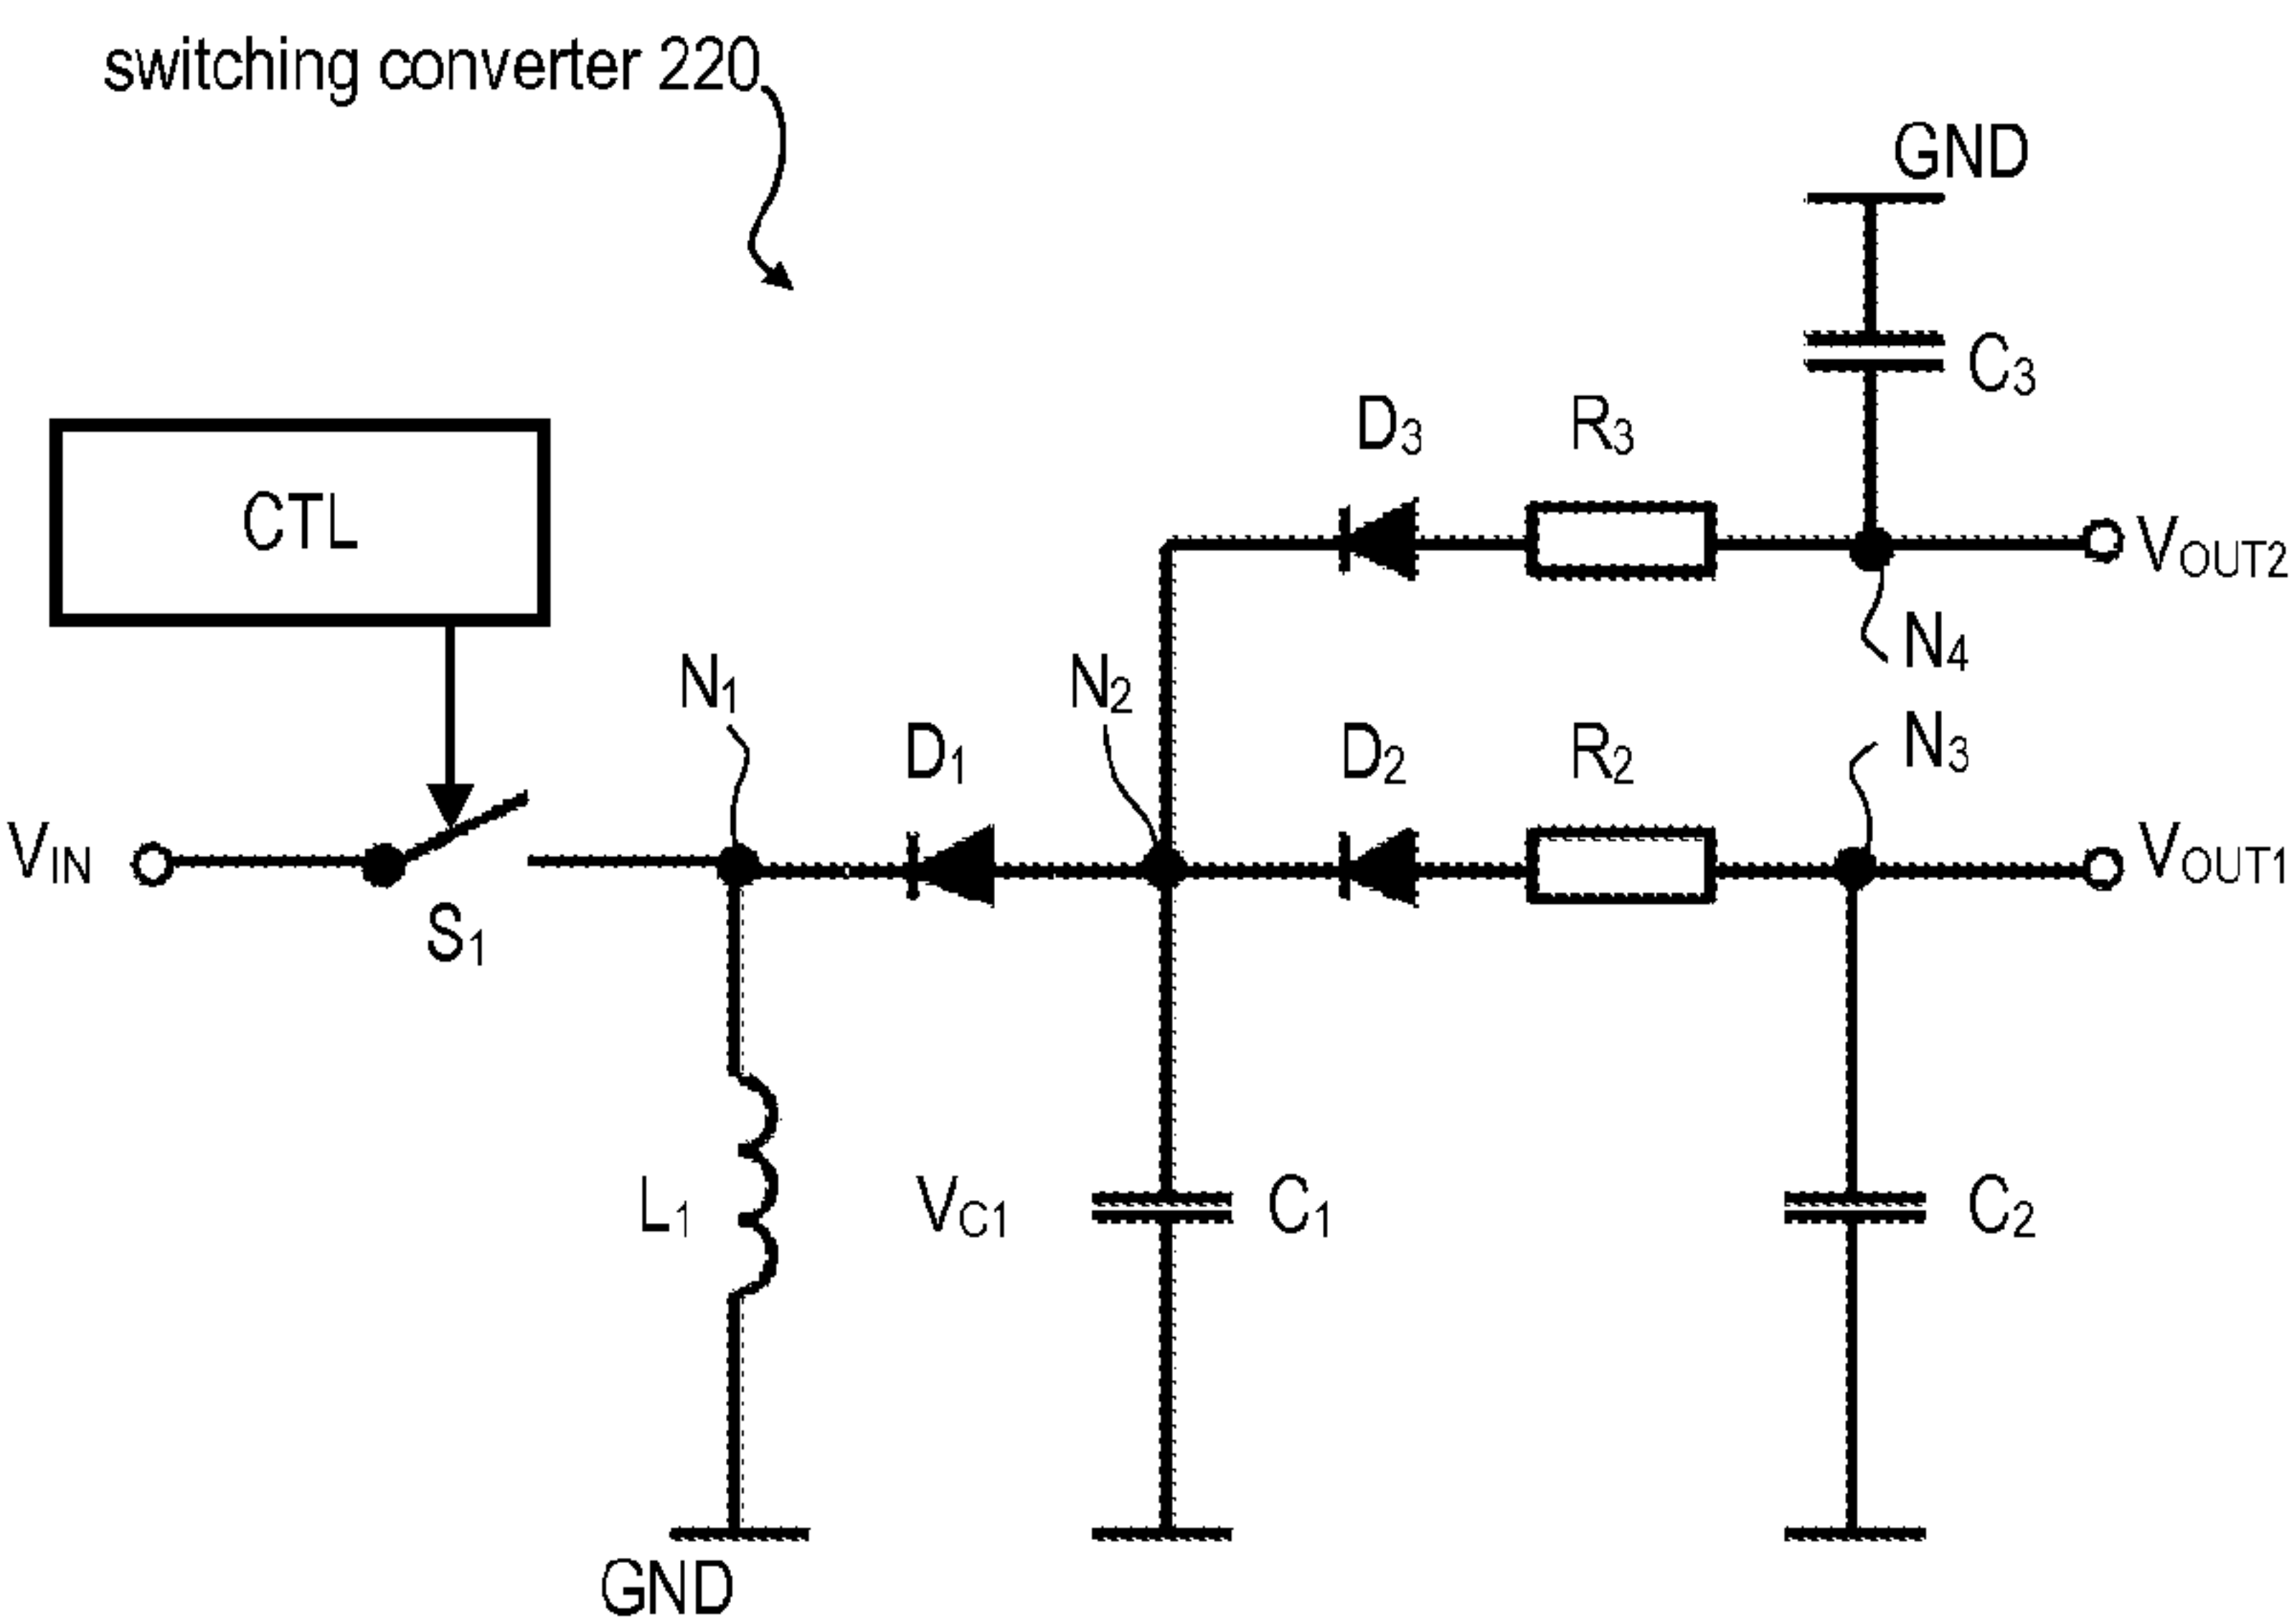 switching converter 220
GND
C3
D3 R3
CTL
VOUT2
N4
N1 N2 N3
D1 D2 R2
VIN VOUT1
S1
L1 VC1 C1 C2
GND